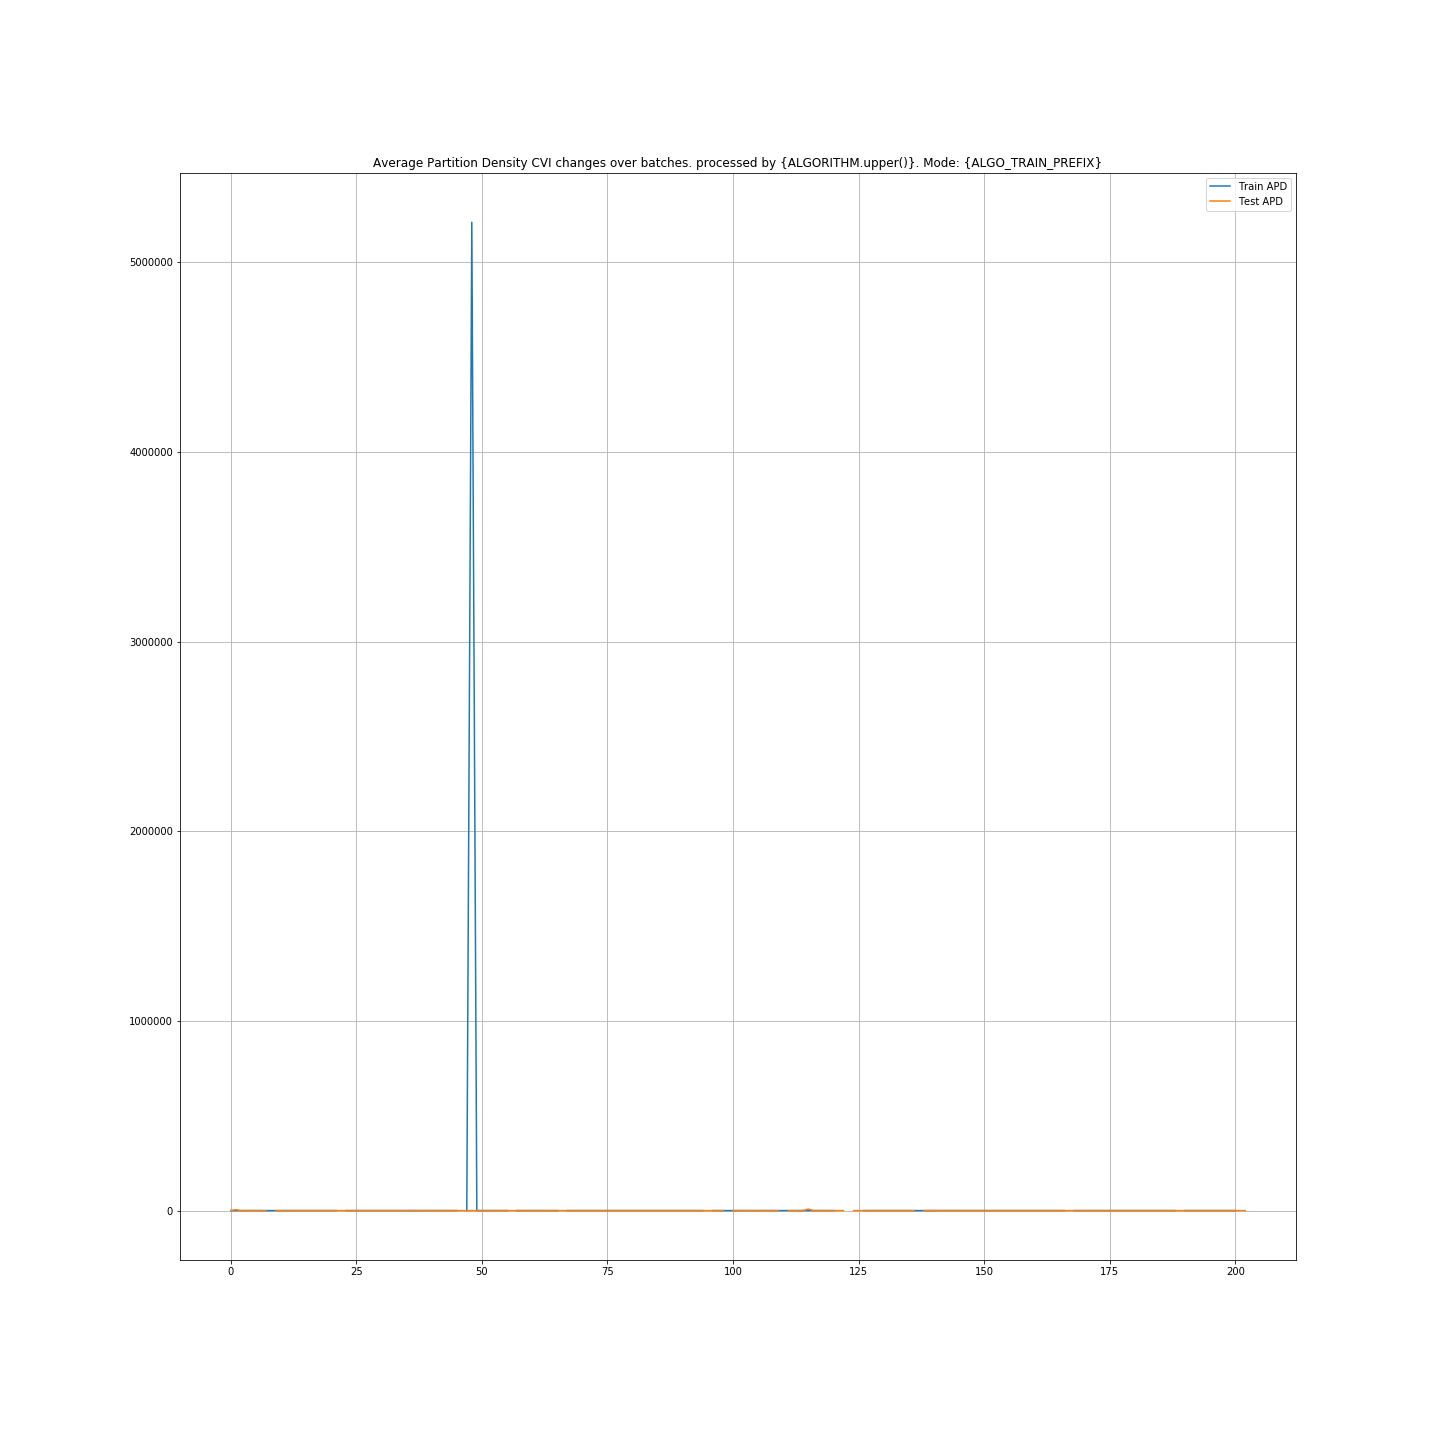 Average Partition Density CVI changes over batches. processed by {ALGORITHM.upper()}. Mode: {ALGO_TRAIN_PREFIX}
Train APD
Test APD
5000000
4000000
3000000
2000000
1000000
0
0 25 50 75 100 125 150 175 200